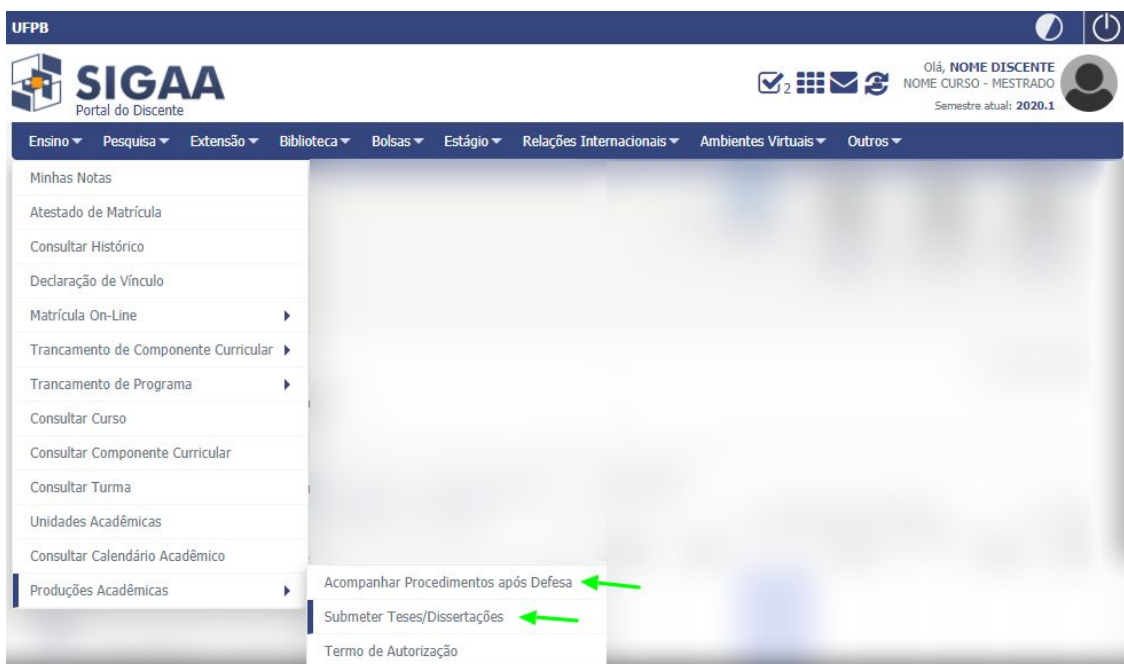 UFPB
SIGAA
Portal do Discente
2
Olá, NOME DISCENTE
NOME CURSO - MESTRADO
Semestre atual: 2020.1
Ensino Pesquisa Extensão Biblioteca Bolsas Estágio Relações Internacionais Ambientes Virtuais Outros
Minhas Notas
Atestado de Matrícula
Consultar Histórico
Declaração de Vínculo
Matrícula On-Line
Trancamento de Componente Curricular
Trancamento de Programa
Consultar Curso
Consultar Componente Curricular
Consultar Turma
Unidades Acadêmicas
Consultar Calendário Acadêmico
Produções Acadêmicas
Acompanhar Procedimentos após Defesa
Submeter Teses/Dissertações
Termo de Autorização